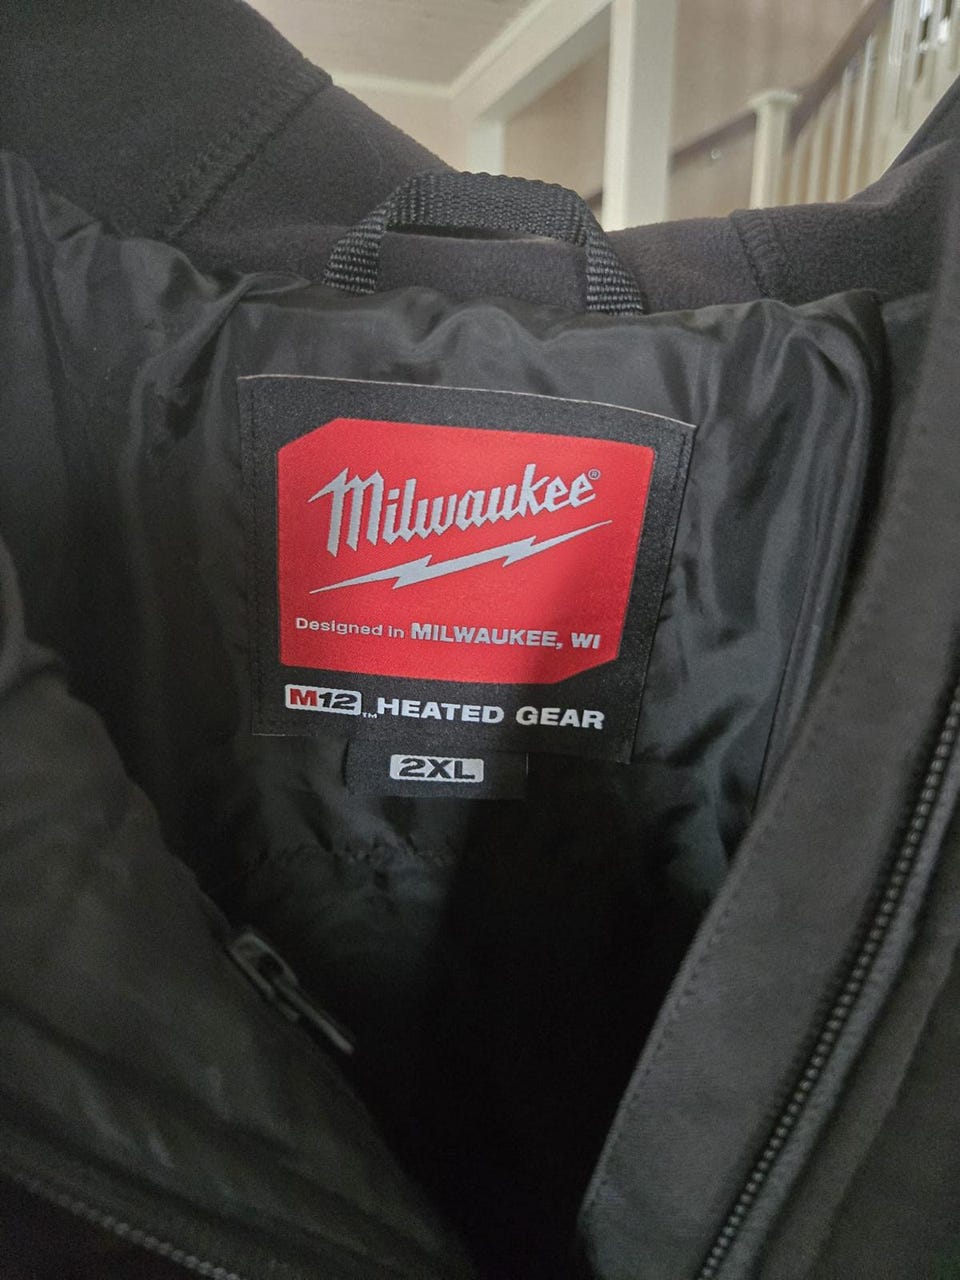 Milwaukee®
Designed in MILWAUKEE, WI
M12™ HEATED GEAR
2XL